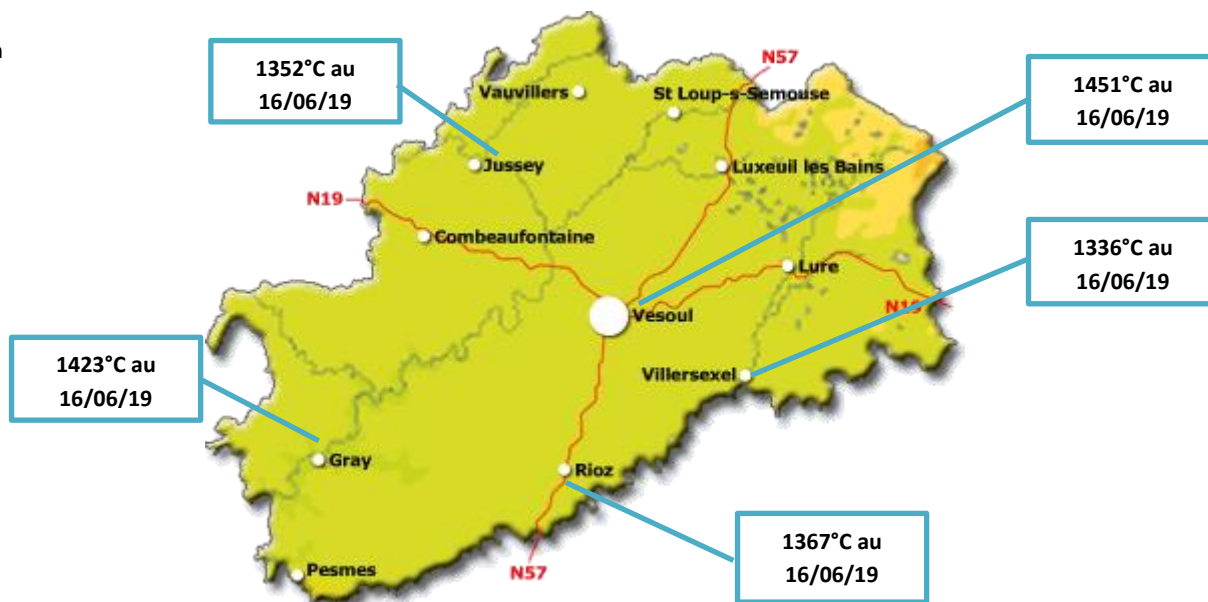 1352°C au
16/06/19
N57
1451°C au
16/06/19
Vauvillers
St Loup-s-Semouse
Jussey
Luxeuil les Bains
N19
Combeaufontaine
Lure
1336°C au
16/06/19
N19
Vesoul
1423°C au
16/06/19
Villersexel
Gray
Rioz
1367°C au
16/06/19
Pesmes
N57